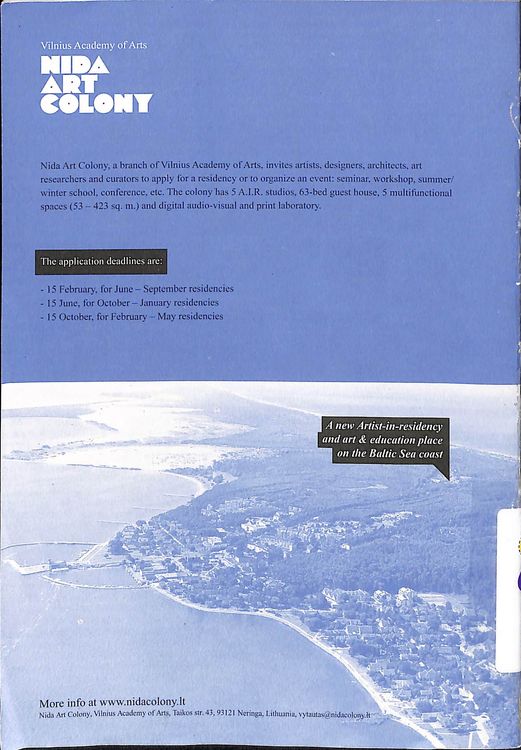 Vilnius Academy of Arts
NIDA
ART
COLONY
Nida Art Colony, a branch of Vilnius Academy of Arts, invites artists, designers, architects, art
researchers and curators to apply for a residency or to organize an event: seminar, workshop, summer/
winter school, conference, etc. The colony has 5 A.I.R. studios, 63-bed guest house, 5 multifunctional
spaces (53 – 423 sq. m.) and digital audio-visual and print laboratory.
The application deadlines are:
- 15 February, for June – September residencies
- 15 June, for October – January residencies
- 15 October, for February – May residencies
A new Artist-in-residency
and art & education place
on the Baltic Sea coast
More info at www.nidacolony.lt
Nida Art Colony, Vilnius Academy of Arts, Taikos str. 43, 93121 Neringa, Lithuania, vytautas@nidacolony.lt